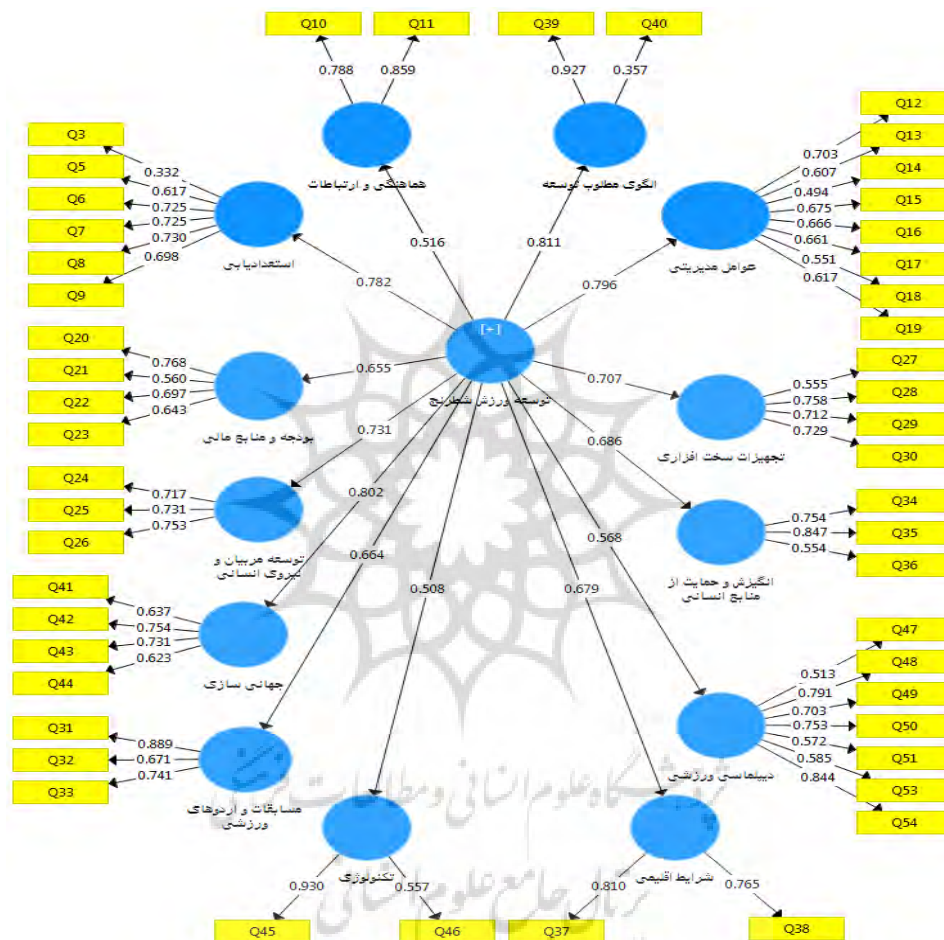 Q10
Q11
Q39
Q40
0.788
0.859
0.927
0.357
هماهنگی و ارتباطات
الگوی مطلوب توسعه
Q3
Q5
Q6
Q7
Q8
Q9
0.332
0.617
0.725
0.725
0.730
0.698
استعدادیابی
Q12
Q13
Q14
Q15
Q16
Q17
Q18
Q19
0.703
0.607
0.494
0.675
0.666
0.661
0.551
0.617
عوامل مدیریتی
0.516
0.811
0.782
0.796
[+]
توسعه ورزش شطرنج
0.655
0.707
0.731
0.686
0.802
0.568
0.664
0.508
0.679
Q20
Q21
Q22
Q23
0.768
0.560
0.697
0.643
بودجه و منابع مالی
Q27
Q28
Q29
Q30
0.555
0.758
0.712
0.729
تجهیزات سخت افزاری
Q24
Q25
Q26
0.717
0.731
0.753
توسعه مربیان و
نیروی انسانی
Q34
Q35
Q36
0.754
0.847
0.554
انگیزش و حمایت از
منابع انسانی
Q41
Q42
Q43
Q44
0.637
0.754
0.731
0.623
جهانی سازی
Q47
Q48
Q49
Q50
Q51
Q53
Q54
0.513
0.791
0.703
0.753
0.572
0.585
0.844
دیپلماسی ورزشی
Q31
Q32
Q33
0.889
0.671
0.741
مسابقات و اردوهای
ورزشی
تکنولوژی
0.930
0.557
Q45
Q46
شرایط اقلیمی
0.810
0.765
Q37
Q38
پژوهشگاه علوم انسانی و مطالعات فرهنگی
پرتال جامع علوم انسانی